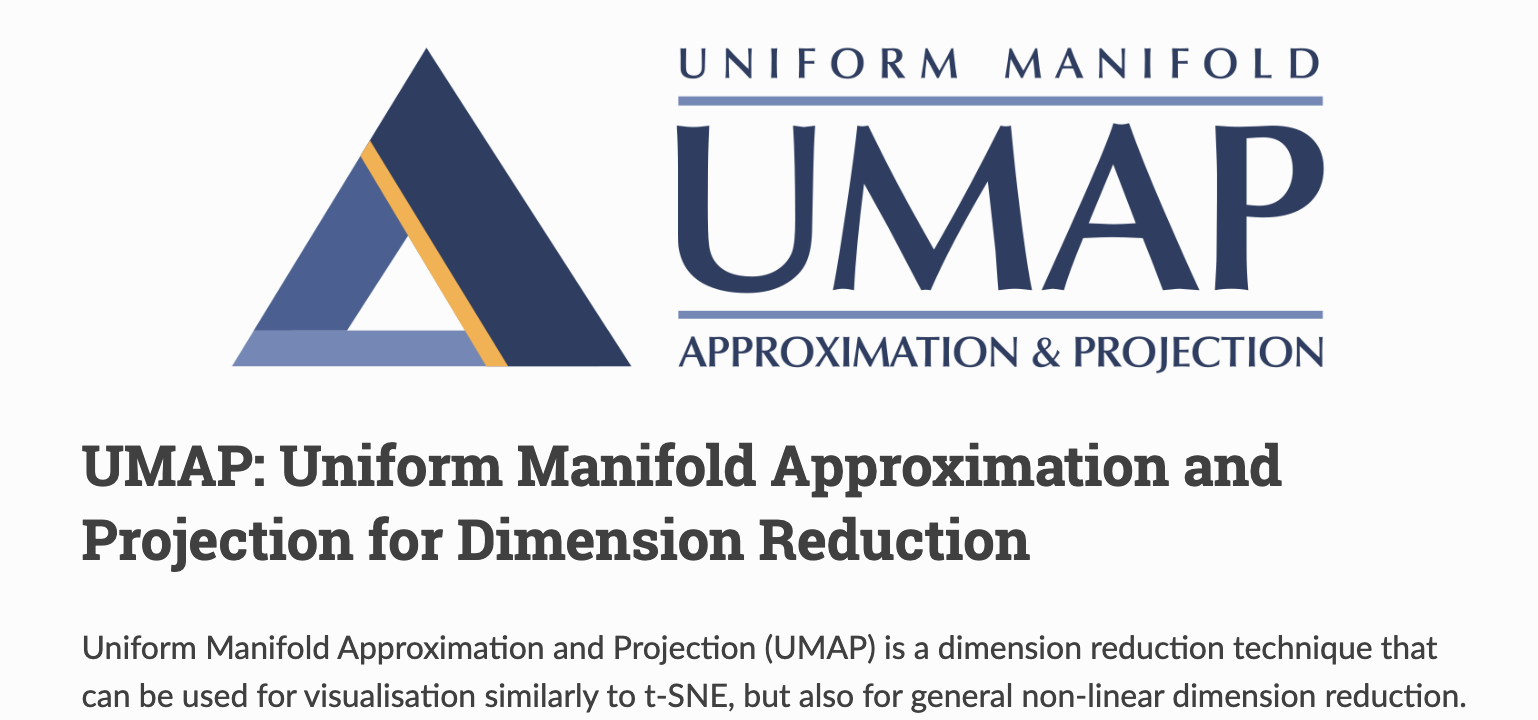 UNIFORM MANIFOLD
UMAP
APPROXIMATION & PROJECTION
UMAP: Uniform Manifold Approximation and
Projection for Dimension Reduction
Uniform Manifold Approximation and Projection (UMAP) is a dimension reduction technique that
can be used for visualisation similarly to t-SNE, but also for general non-linear dimension reduction.